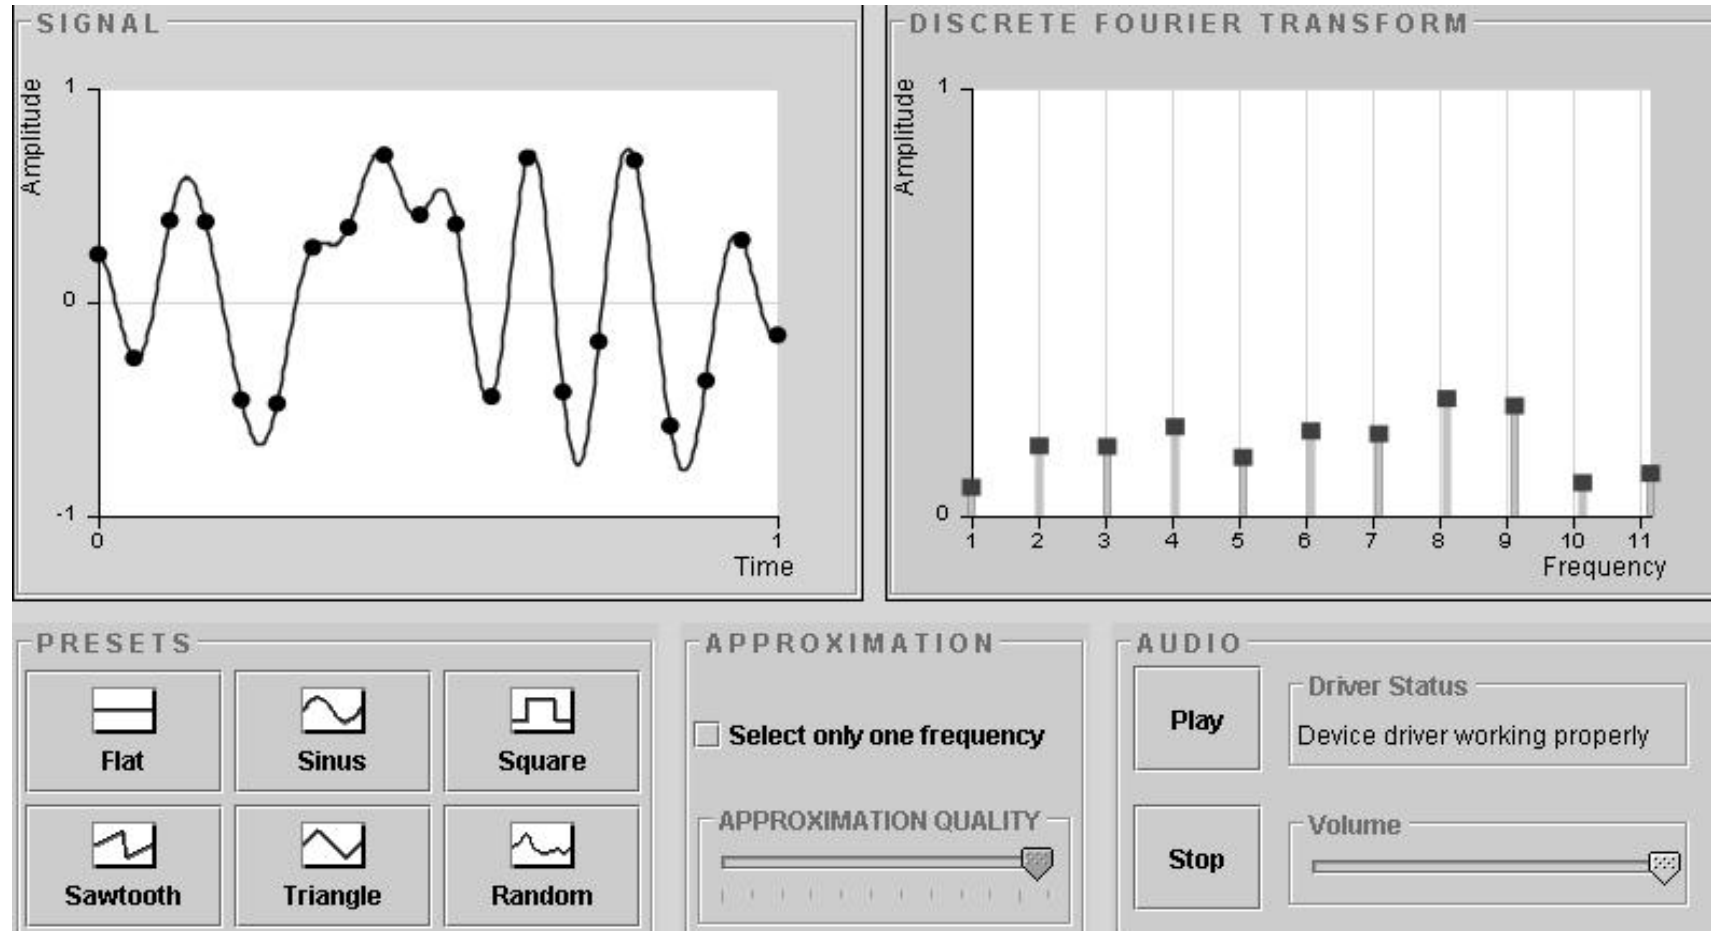 SIGNAL
Amplitude
1
0
-1
0
1
Time
DISCRETE FOURIER TRANSFORM
Amplitude
1
0
1 2 3 4 5 6 7 8 9 10 11
Frequency
PRESETS
Flat
Sinus
Square
Sawtooth
Triangle
Random
APPROXIMATION
Select only one frequency
APPROXIMATION QUALITY
AUDIO
Play
Driver Status
Device driver working properly
Stop
Volume